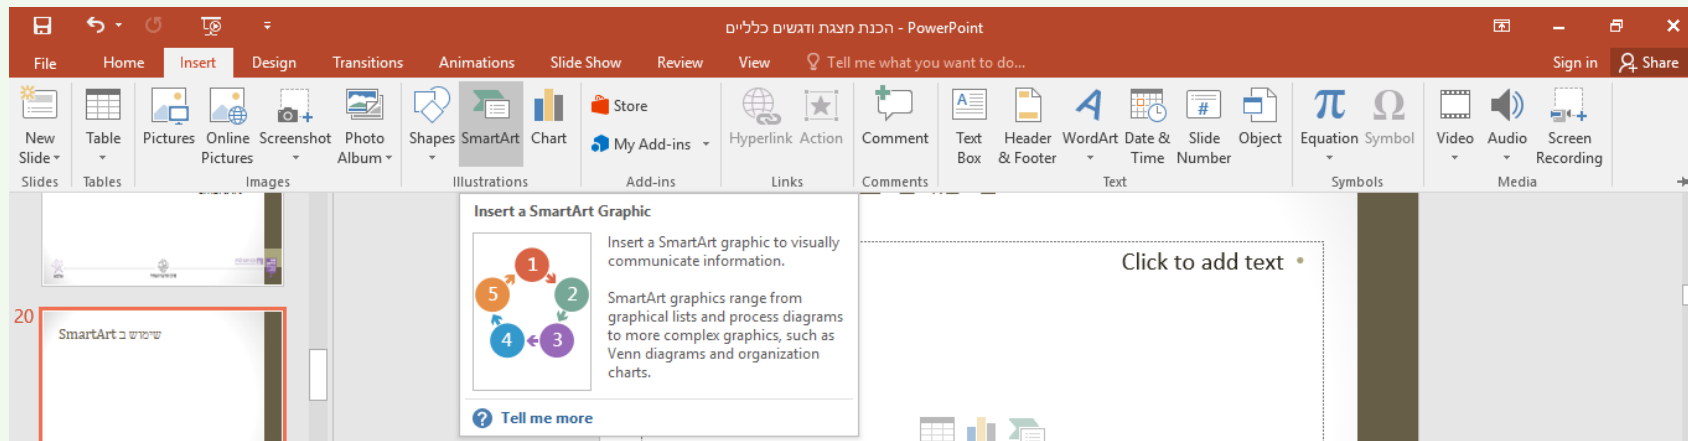 הכנת מצגת ודגשים כלליים - PowerPoint
File Home Insert Design Transitions Animations Slide Show Review View Tell me what you want to do... Sign in Share
New Slide
Table
Pictures
Online Pictures
Screenshot
Photo Album
Shapes
SmartArt
Chart
Store
My Add-ins
Hyperlink
Action
Comment
Text Box
Header & Footer
WordArt
Date & Time
Slide Number
Object
Equation
Symbol
Video
Audio
Screen Recording
Slides Tables Images Illustrations Add-ins Links Comments Text Symbols Media
Insert a SmartArt Graphic
Insert a SmartArt graphic to visually
communicate information.
SmartArt graphics range from
graphical lists and process diagrams
to more complex graphics, such as
Venn diagrams and organization
charts.
1
2
3
4
5
Tell me more
20
שימוש ב SmartArt
Click to add text